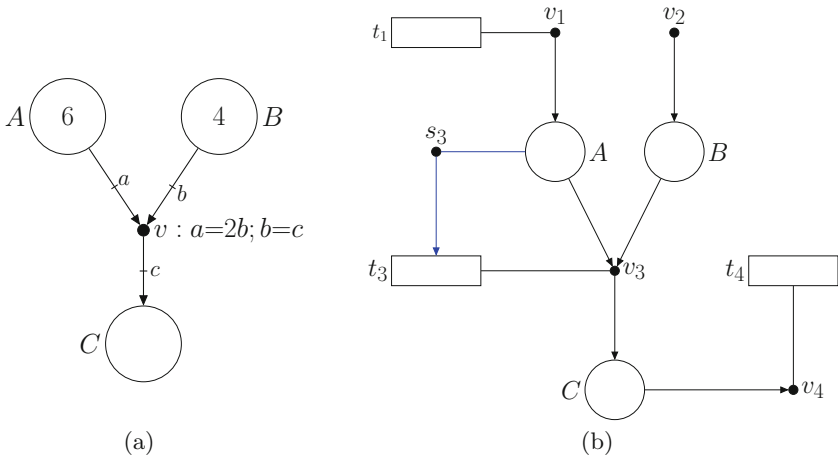 A
6
4
B
a
b
v : a=2b; b=c
c
C
(a)
t₁
v₁
v₂
s₃
A
B
t₃
v₃
t₄
C
v₄
(b)